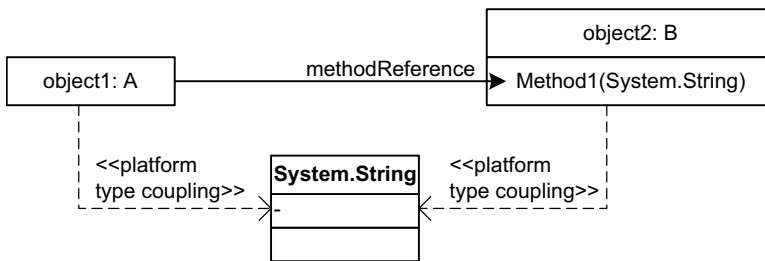 object2: B
object1: A
methodReference
Method1(System.String)
<<platform
type coupling>>
System.String
-
<<platform
type coupling>>